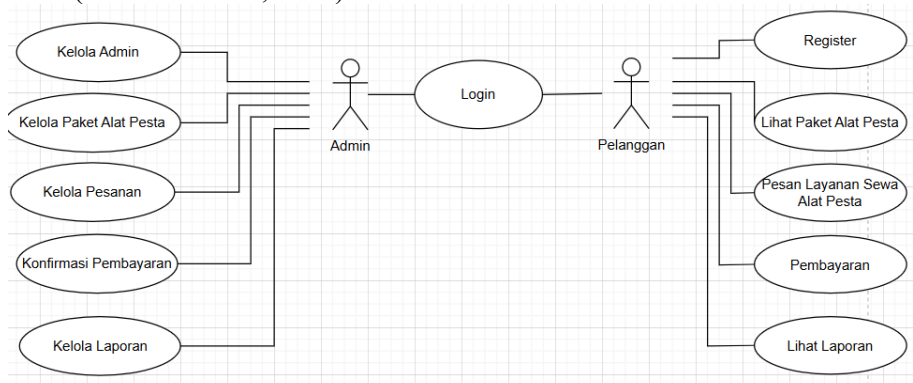 Kelola Admin
Register
Login
Kelola Paket Alat Pesta
Lihat Paket Alat Pesta
Admin
Pelanggan
Kelola Pesanan
Pesan Layanan Sewa
Alat Pesta
Konfirmasi Pembayaran
Pembayaran
Kelola Laporan
Lihat Laporan